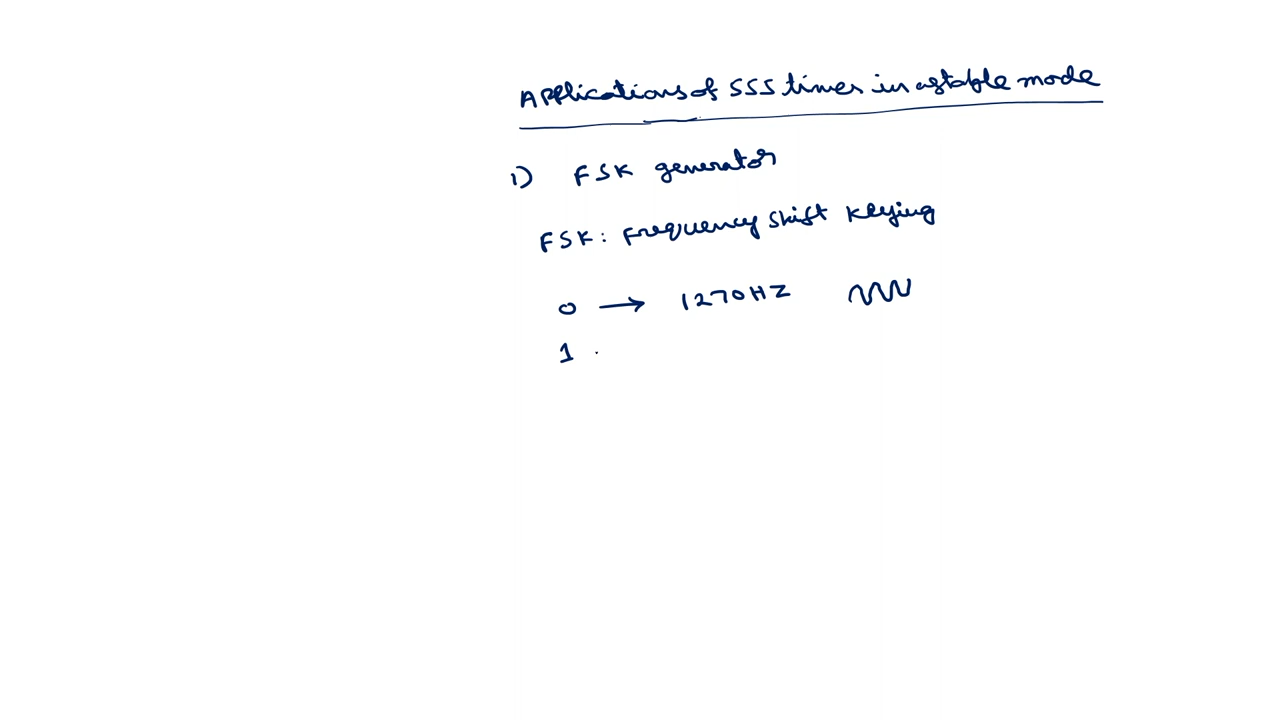 Applications of 555 timer in astable mode
1) FSK generator
FSK: Frequency Shift Keying
0 → 1270HZ
1